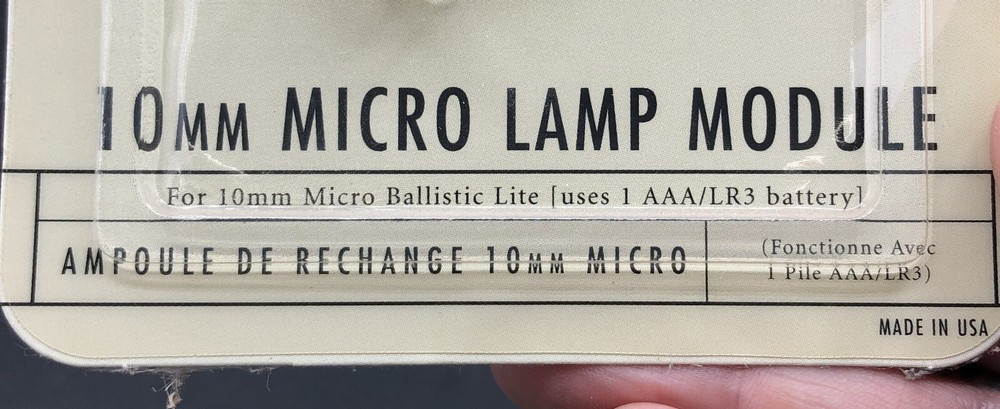 10MM MICRO LAMP MODULE
For 10mm Micro Ballistic Lite [uses 1 AAA/LR3 battery]
AMPOULE DE RECHANGE 10MM MICRO
(Fonctionne Avec
1 Pile AAA/LR3)
MADE IN USA